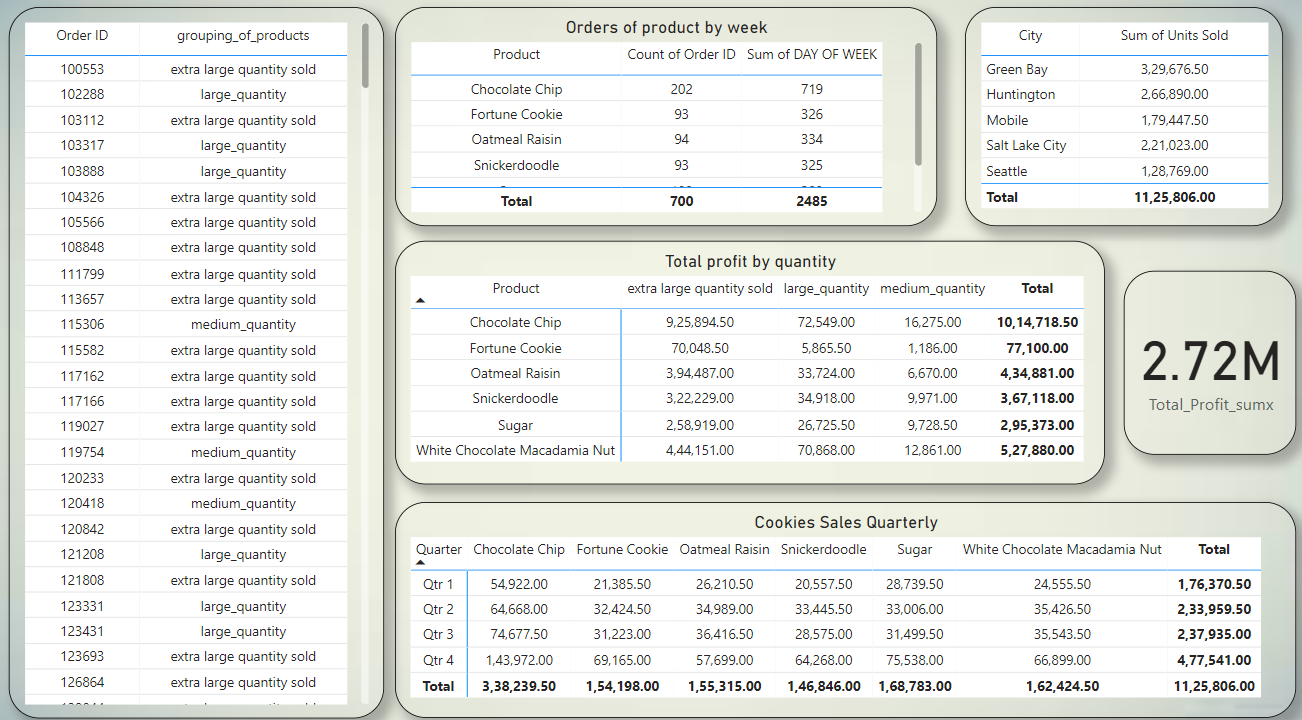 Order ID grouping_of_products
100553 extra large quantity sold
102288 large_quantity
103112 extra large quantity sold
103317 large_quantity
103888 large_quantity
104326 extra large quantity sold
105566 extra large quantity sold
108848 extra large quantity sold
111799 extra large quantity sold
113657 extra large quantity sold
115306 medium_quantity
115582 extra large quantity sold
117162 extra large quantity sold
117166 extra large quantity sold
119027 extra large quantity sold
119754 medium_quantity
120233 extra large quantity sold
120418 medium_quantity
120842 extra large quantity sold
121208 large_quantity
121808 extra large quantity sold
123331 large_quantity
123431 large_quantity
123693 extra large quantity sold
126864 extra large quantity sold
Orders of product by week
Product Count of Order ID Sum of DAY OF WEEK
Chocolate Chip 202 719
Fortune Cookie 93 326
Oatmeal Raisin 94 334
Snickerdoodle 93 325
Total 700 2485
City Sum of Units Sold
Green Bay 3,29,676.50
Huntington 2,66,890.00
Mobile 1,79,447.50
Salt Lake City 2,21,023.00
Seattle 1,28,769.00
Total 11,25,806.00
Total profit by quantity
Product extra large quantity sold large_quantity medium_quantity Total
Chocolate Chip 9,25,894.50 72,549.00 16,275.00 10,14,718.50
Fortune Cookie 70,048.50 5,865.50 1,186.00 77,100.00
Oatmeal Raisin 3,94,487.00 33,724.00 6,670.00 4,34,881.00
Snickerdoodle 3,22,229.00 34,918.00 9,971.00 3,67,118.00
Sugar 2,58,919.00 26,725.50 9,728.50 2,95,373.00
White Chocolate Macadamia Nut 4,44,151.00 70,868.00 12,861.00 5,27,880.00
2.72M
Total_Profit_sumx
Cookies Sales Quarterly
Quarter Chocolate Chip Fortune Cookie Oatmeal Raisin Snickerdoodle Sugar White Chocolate Macadamia Nut Total
Qtr 1 54,922.00 21,385.50 26,210.50 20,557.50 28,739.50 24,555.50 1,76,370.50
Qtr 2 64,668.00 32,424.50 34,989.00 33,445.50 33,006.00 35,426.50 2,33,959.50
Qtr 3 74,677.50 31,223.00 36,416.50 28,575.00 31,499.50 35,543.50 2,37,935.00
Qtr 4 1,43,972.00 69,165.00 57,699.00 64,268.00 75,538.00 66,899.00 4,77,541.00
Total 3,38,239.50 1,54,198.00 1,55,315.00 1,46,846.00 1,68,783.00 1,62,424.50 11,25,806.00